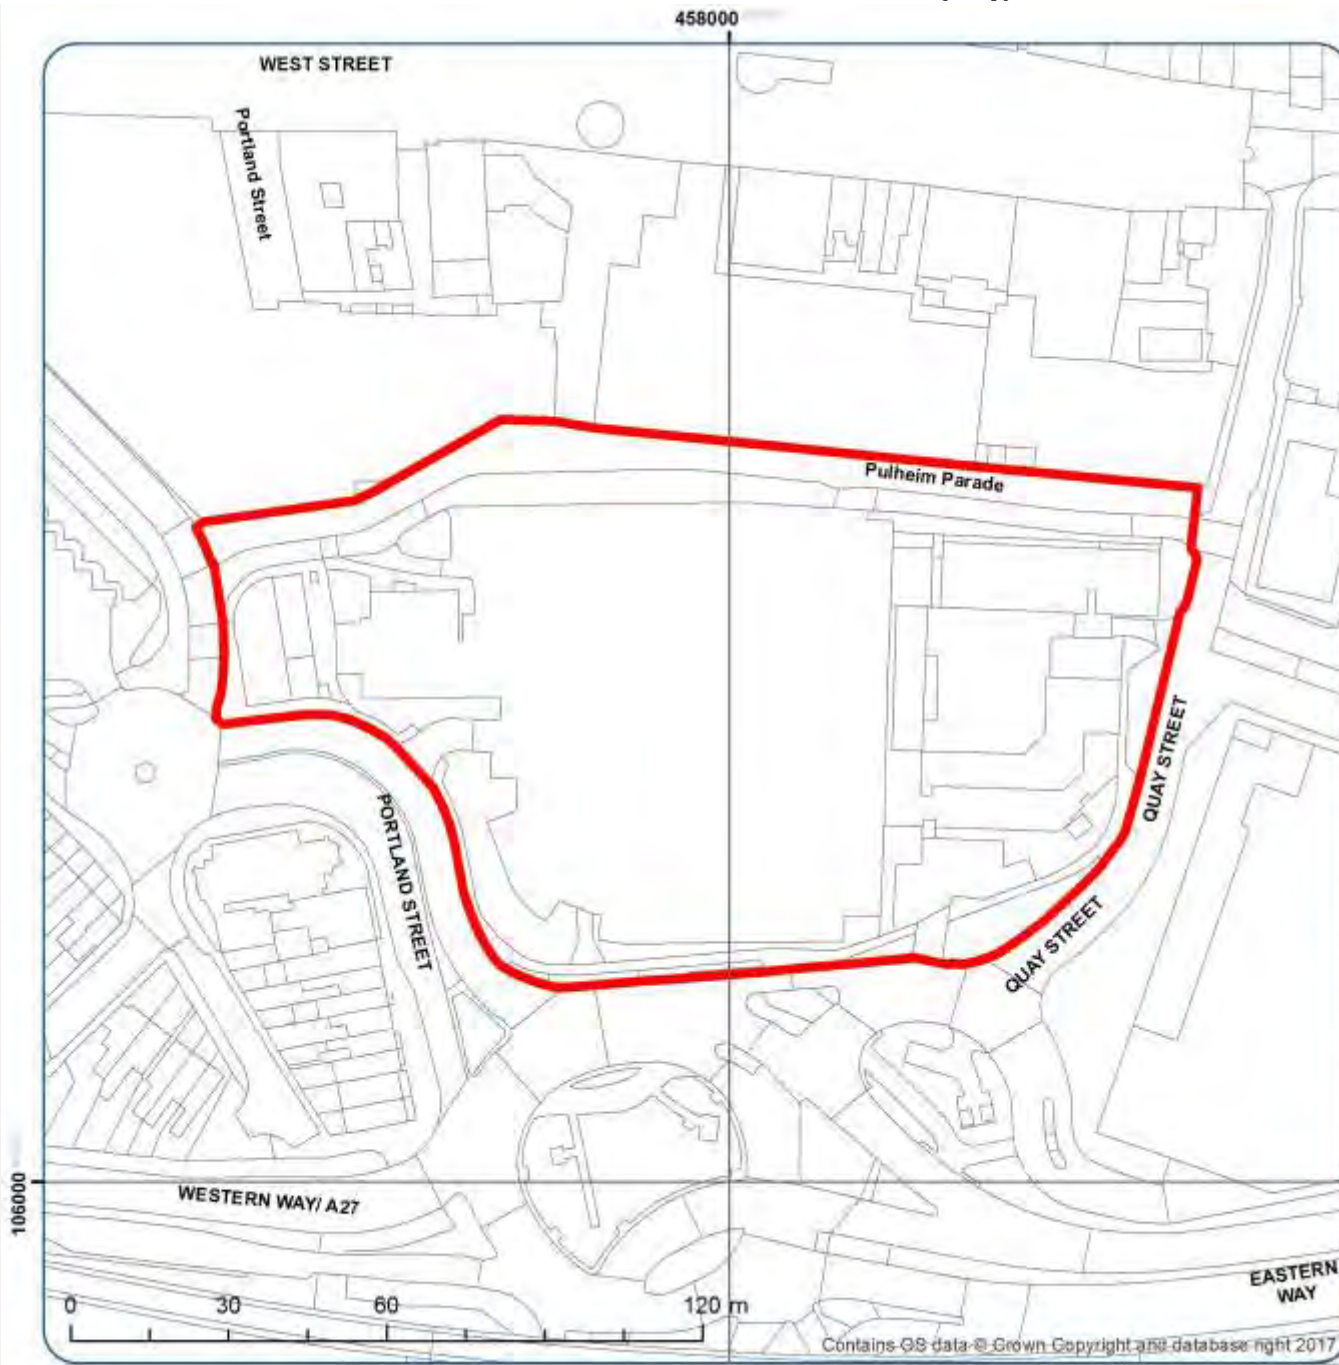 458000
WEST STREET
Portland Street
Pulheim Parade
QUAY STREET
PORTLAND STREET
QUAY STREET
106000
WESTERN WAY/ A27
EASTERN
WAY
0 30 60 120 m
Contains OS data © Crown Copyright and database right 2017